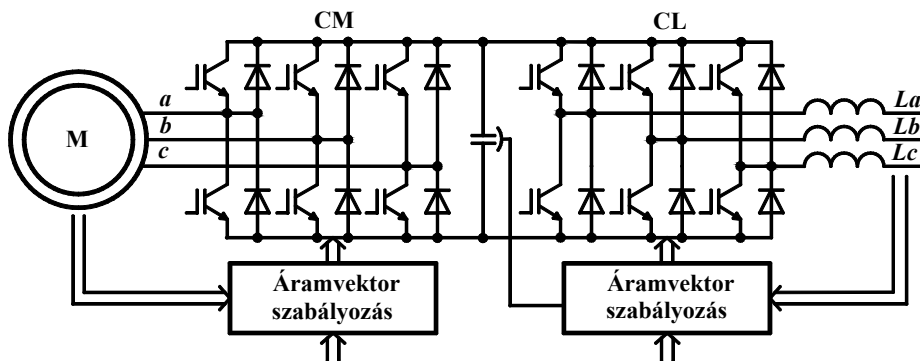 CM
CL
a
b
c
M
La
Lb
Lc
Áramvektor
szabályozás
Áramvektor
szabályozás